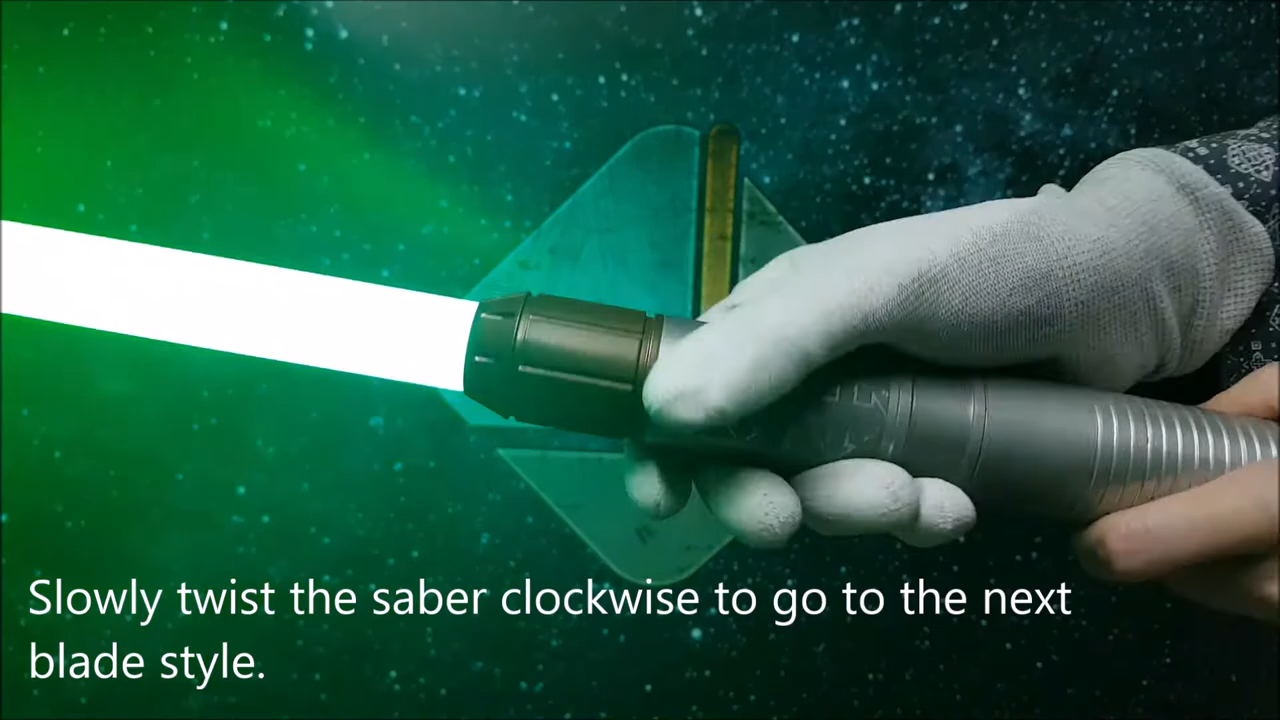 Slowly twist the saber clockwise to go to the next
blade style.